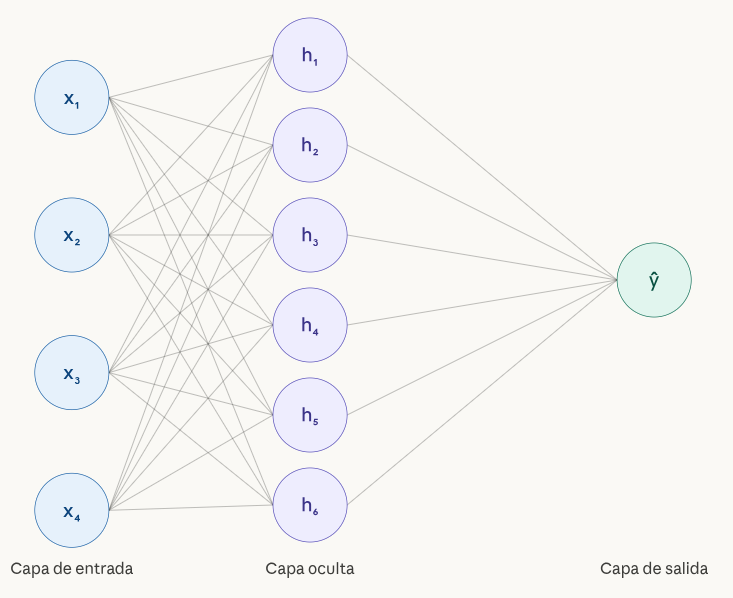 x₁
x₂
x₃
x₄
h₁
h₂
h₃
h₄
h₅
h₆
ŷ
Capa de entrada
Capa oculta
Capa de salida